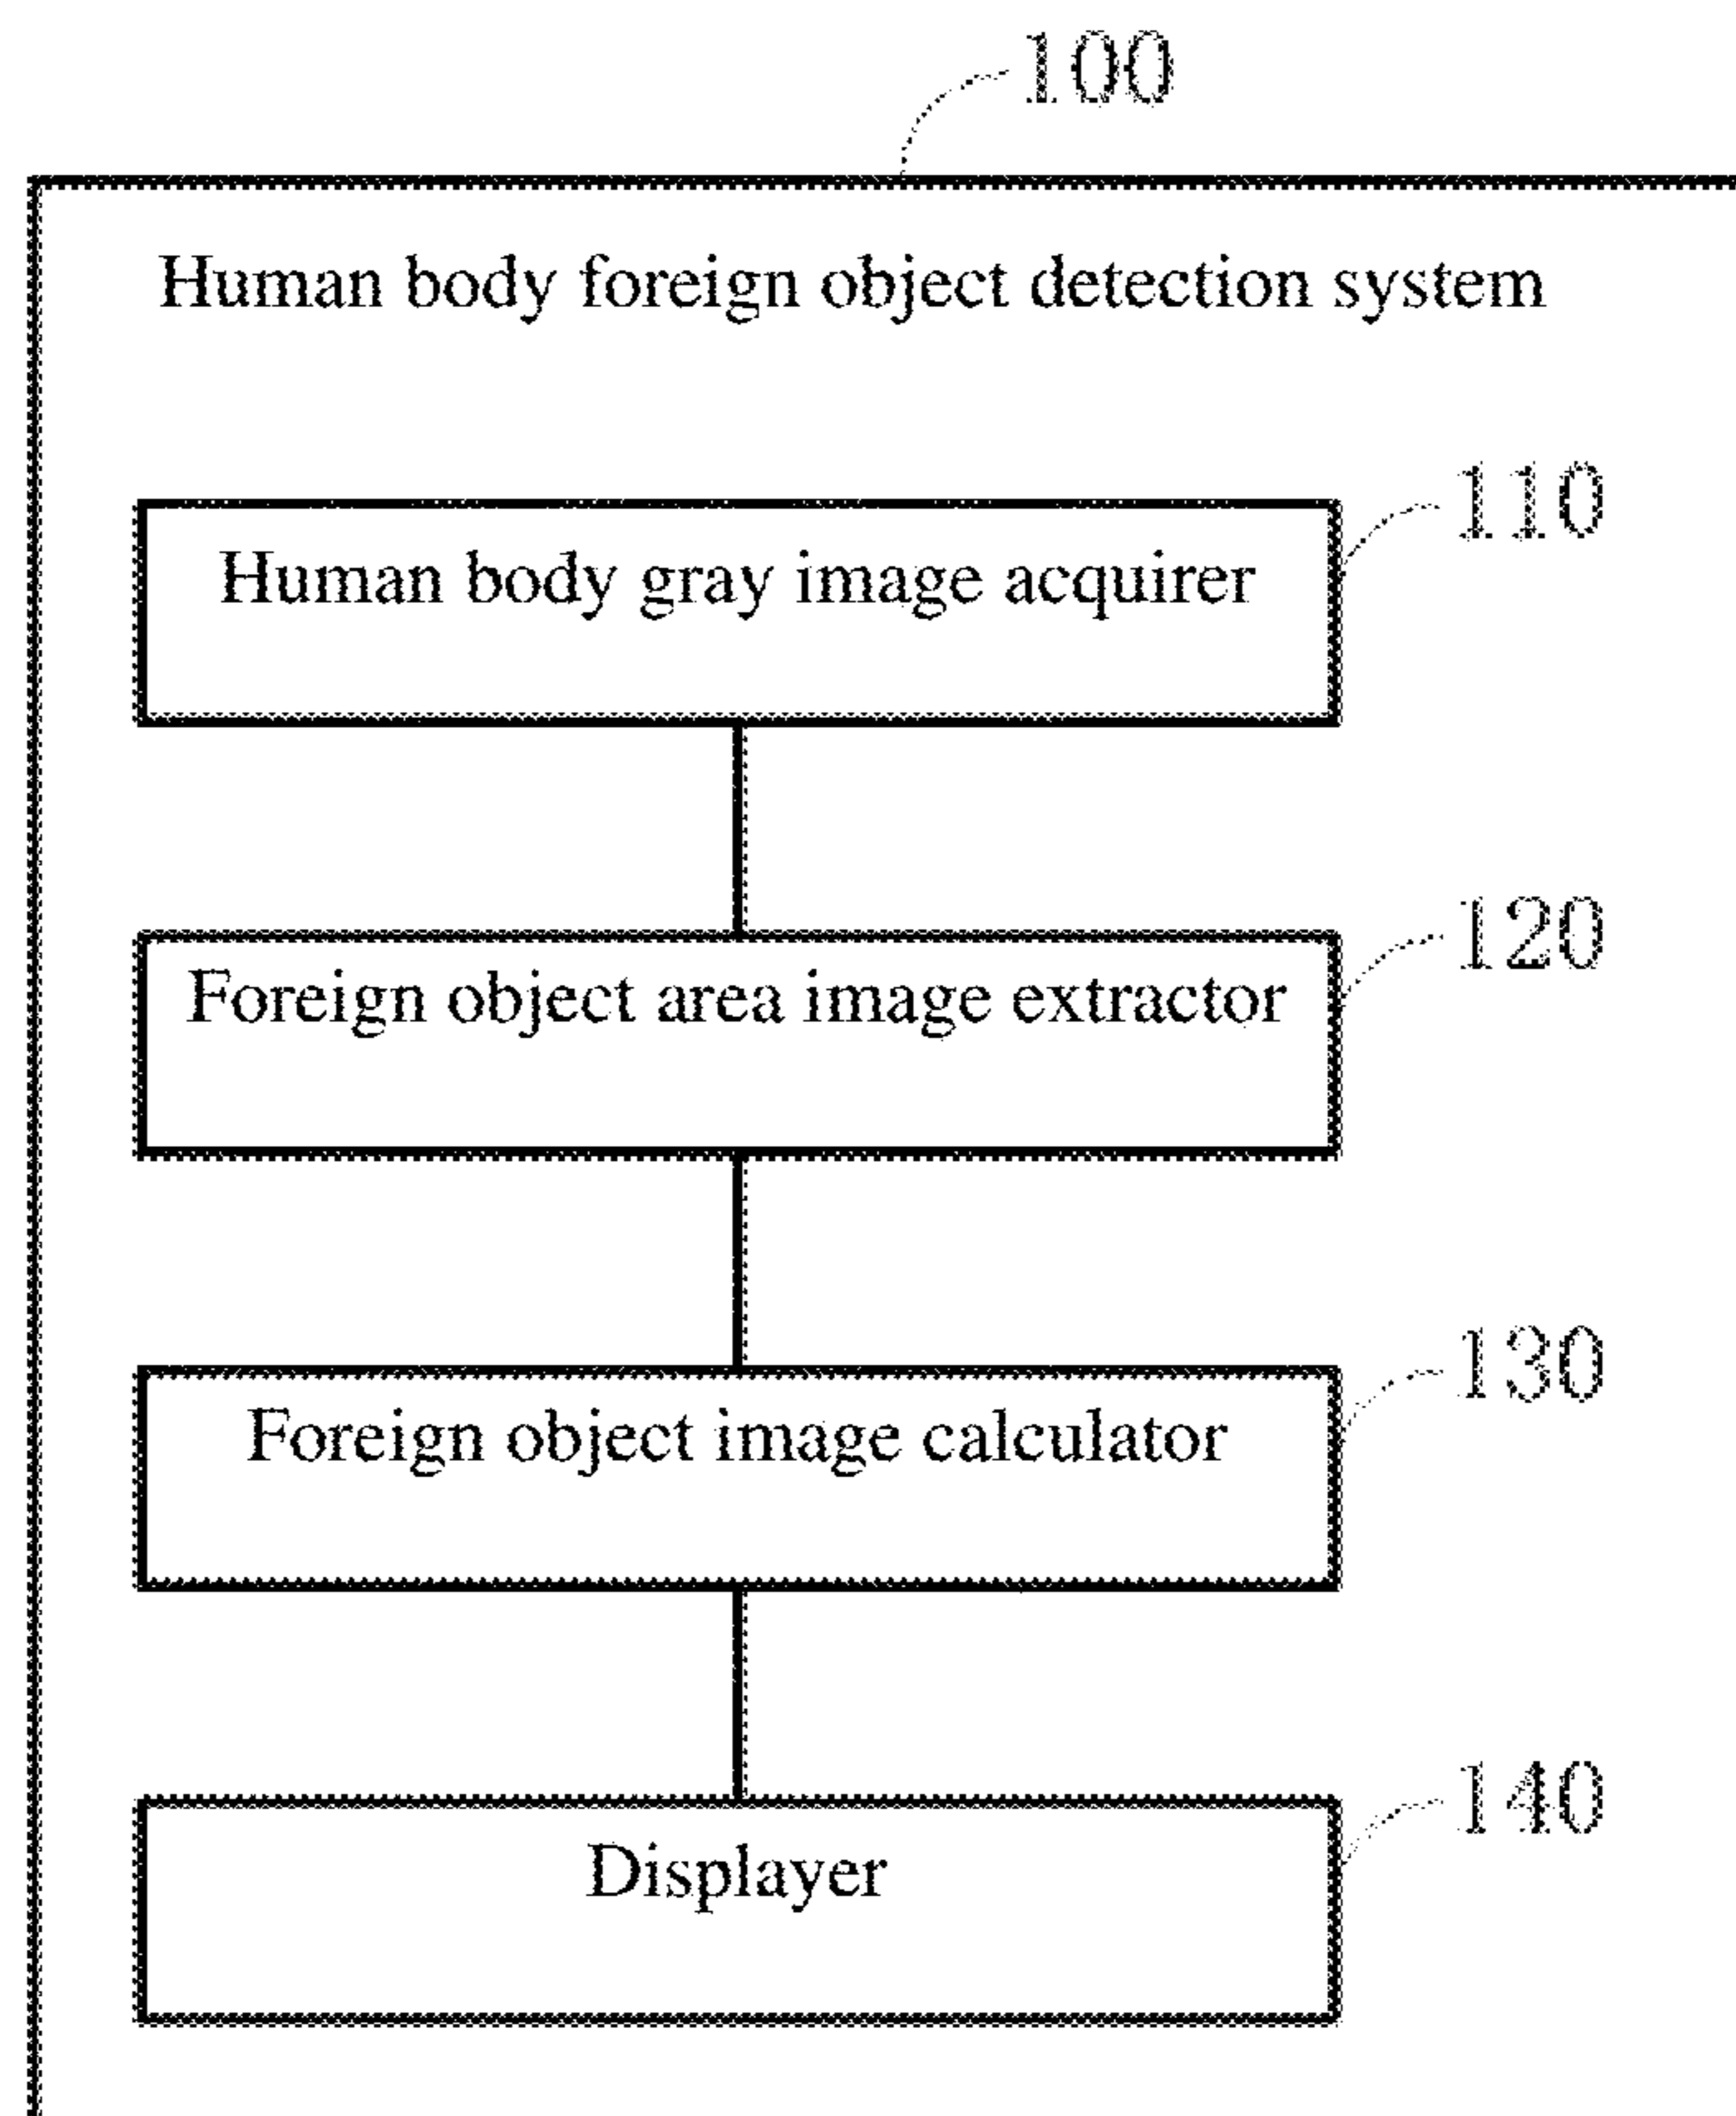 100
Human body foreign object detection system
110
Human body gray image acquirer
120
Foreign object area image extractor
130
Foreign object image calculator
140
Displayer